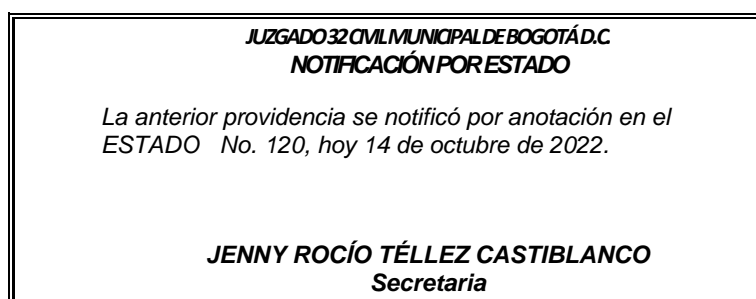 JUZGADO 32 CIVIL MUNICIPAL DE BOGOTÁ D.C.
NOTIFICACIÓN POR ESTADO
La anterior providencia se notificó por anotación en el
ESTADO No. 120, hoy 14 de octubre de 2022.
JENNY ROCÍO TÉLLEZ CASTIBLANCO
Secretaria